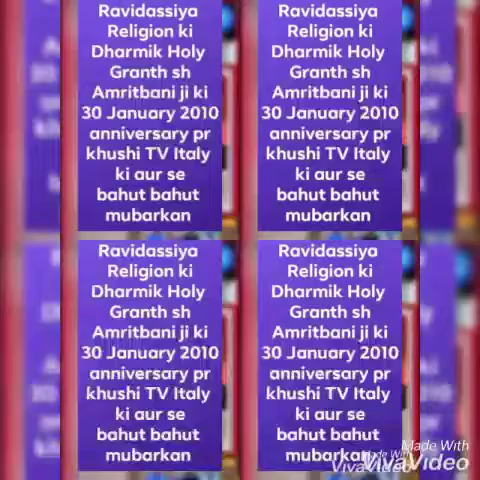 Ravidassiya
Religion ki
Dharmik Holy
Granth sh
Amritbani ji ki
30 January 2010
anniversary pr
khushi TV Italy
ki aur se
bahut bahut
mubarkan
Ravidassiya
Religion ki
Dharmik Holy
Granth sh
Amritbani ji ki
30 January 2010
anniversary pr
khushi TV Italy
ki aur se
bahut bahut
mubarkan
Ravidassiya
Religion ki
Dharmik Holy
Granth sh
Amritbani ji ki
30 January 2010
anniversary pr
khushi TV Italy
ki aur se
bahut bahut
mubarkan
Ravidassiya
Religion ki
Dharmik Holy
Granth sh
Amritbani ji ki
30 January 2010
anniversary pr
khushi TV Italy
ki aur se
bahut bahut
mubarkan
Made With
VivaVideo